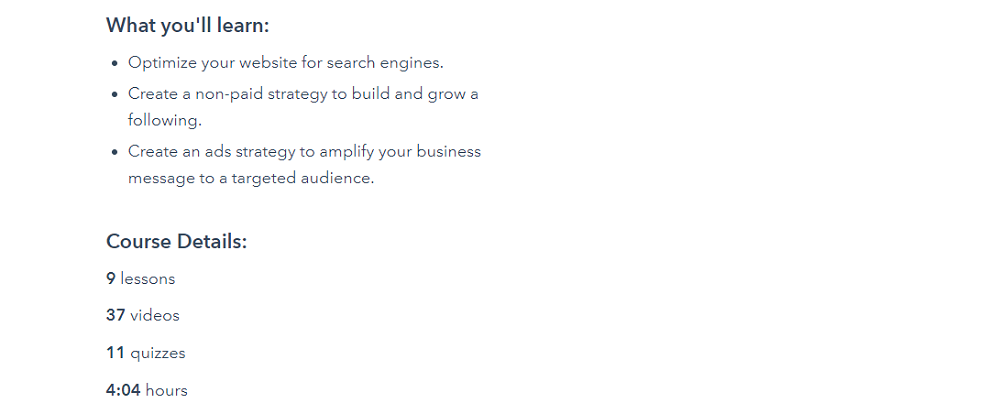 What you'll learn:
• Optimize your website for search engines.
• Create a non-paid strategy to build and grow a
following.
• Create an ads strategy to amplify your business
message to a targeted audience.
Course Details:
9 lessons
37 videos
11 quizzes
4:04 hours